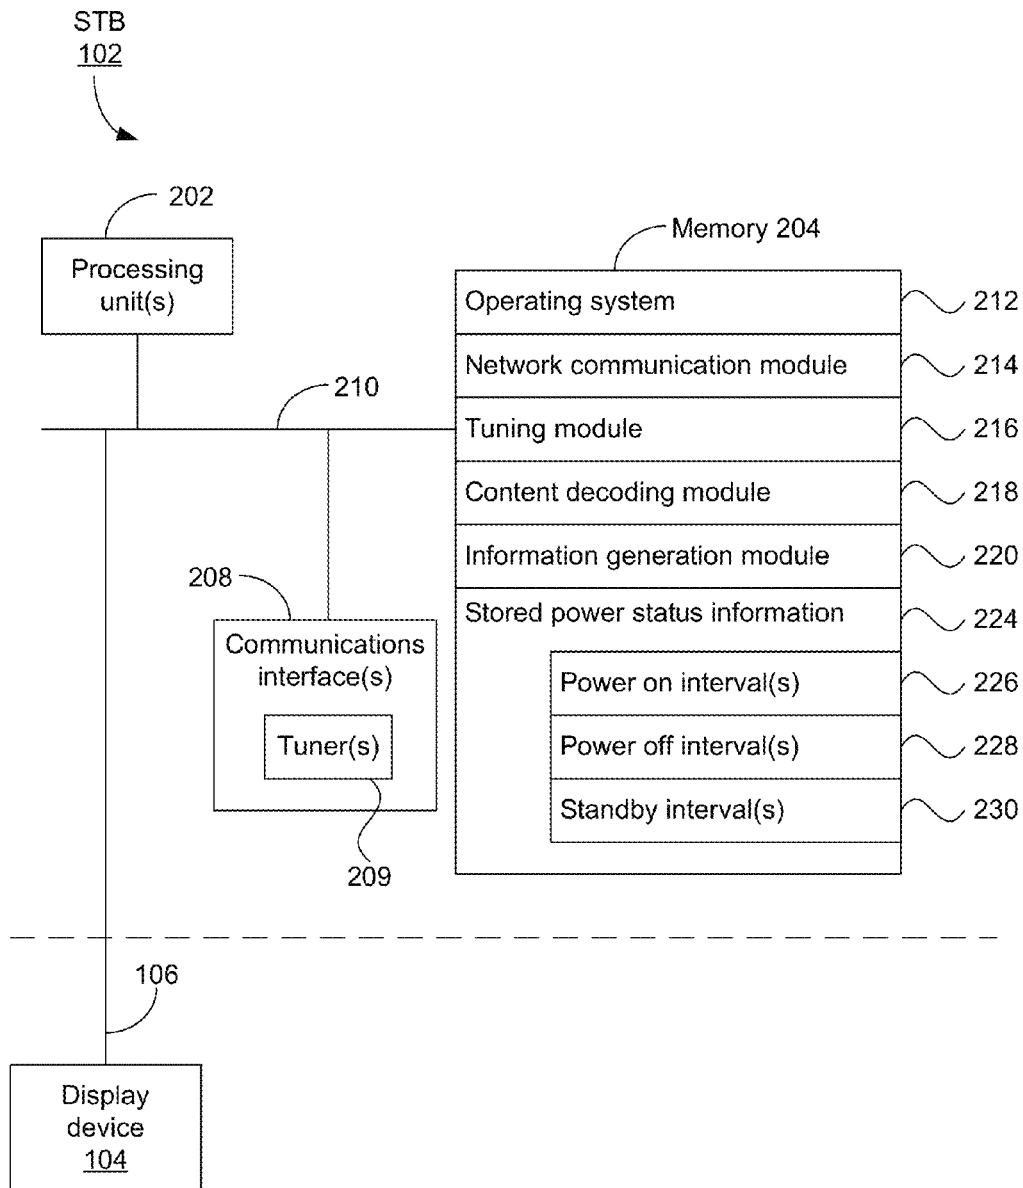 STB
102
202
Processing
unit(s)
Memory 204
Operating system
212
Network communication module
214
210
Tuning module
216
Content decoding module
218
Information generation module
220
208
Stored power status information
224
Communications
interface(s)
Power on interval(s)
226
Tuner(s)
Power off interval(s)
228
Standby interval(s)
230
209
106
Display
device
104